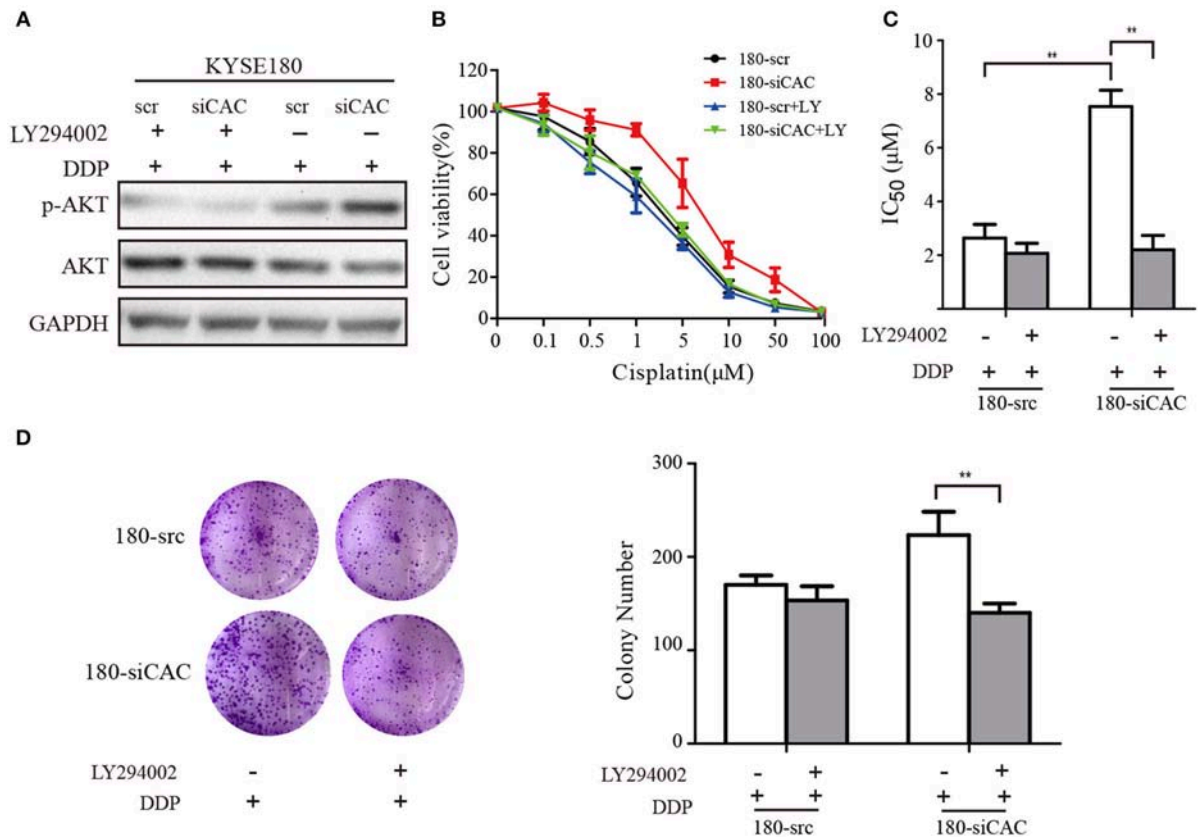 A
KYSE180
scr siCAC scr siCAC
LY294002 + + – –
DDP + + + +
p-AKT
AKT
GAPDH
B
180-scr
180-siCAC
180-scr+LY
180-siCAC+LY
Cell viability(%)
120
100
80
60
40
20
0
0 0.1 0.5 1 5 10 50 100
Cisplatin(μM)
C
** **
IC50 (μM)
10
8
6
4
2
LY294002 - + - +
DDP + + + +
180-src 180-siCAC
D
180-src
180-siCAC
LY294002 - +
DDP + +
Colony Number
300
200
100
0
**
LY294002 - + - +
DDP + + + +
180-src 180-siCAC